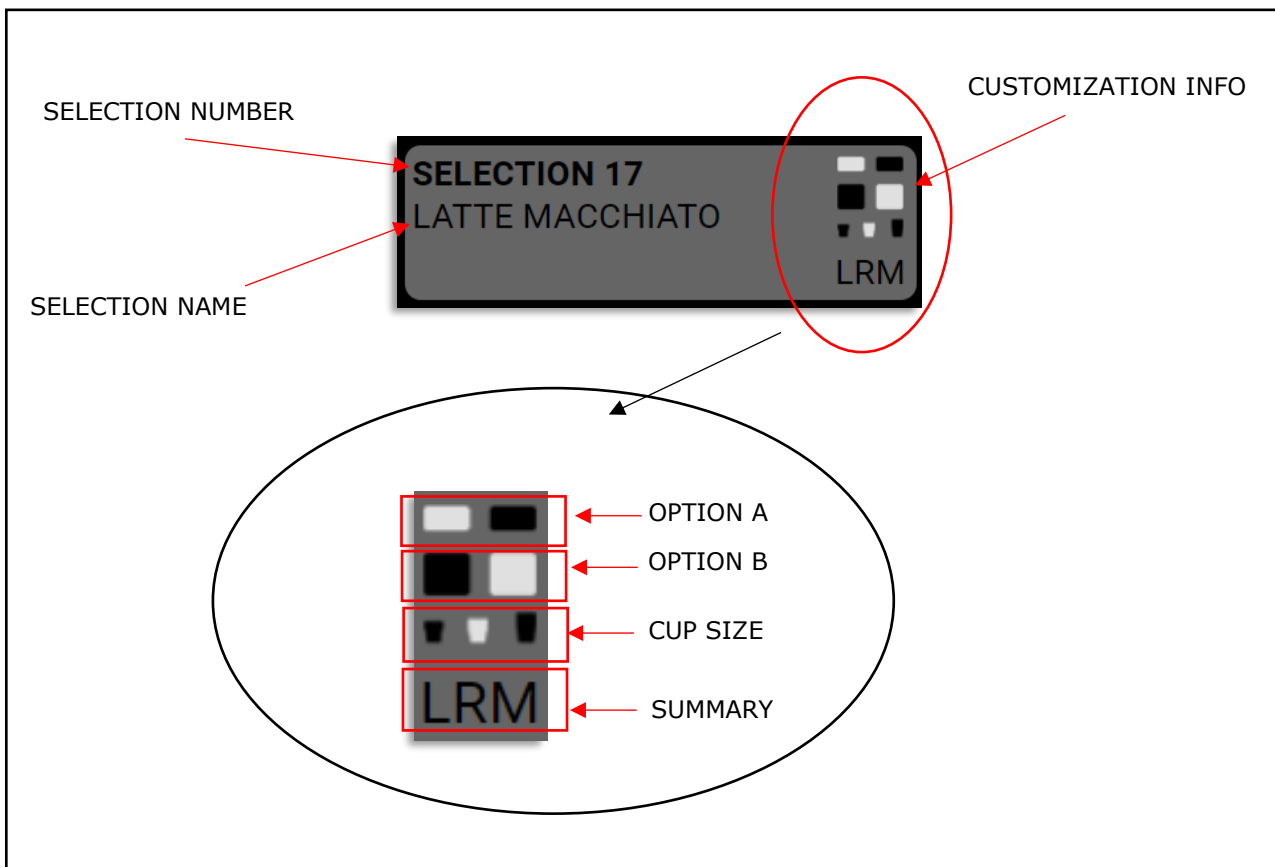 CUSTOMIZATION INFO
SELECTION NUMBER
SELECTION 17
LATTE MACCHIATO
LRM
SELECTION NAME
OPTION A
OPTION B
CUP SIZE
LRM
SUMMARY